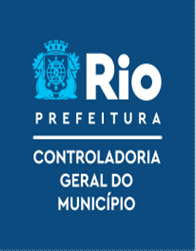 Rio
PREFEITURA
CONTROLADORIA
GERAL DO
MUNICÍPIO